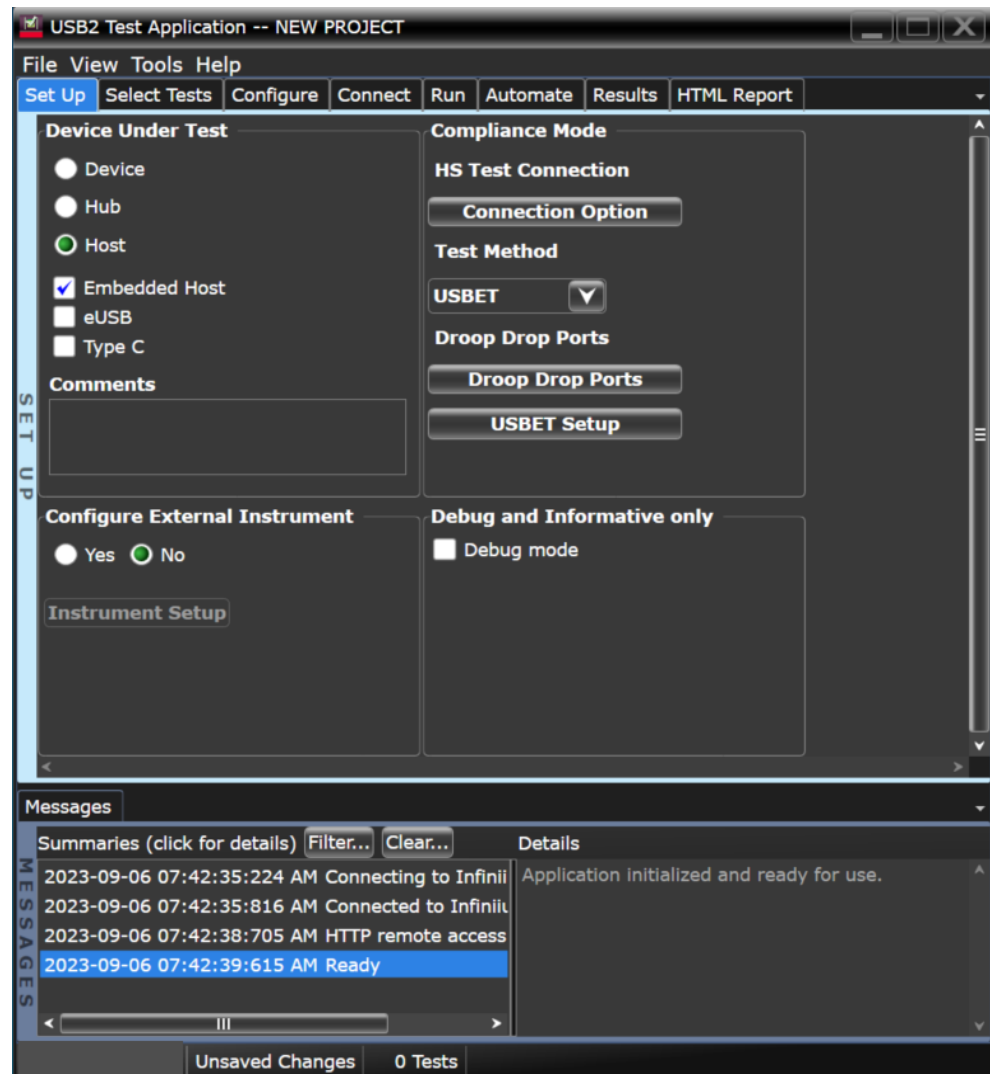 USB2 Test Application -- NEW PROJECT
File View Tools Help
Set Up Select Tests Configure Connect Run Automate Results HTML Report
SET UP
Device Under Test
Device
Hub
Host
Embedded Host
eUSB
Type C
Comments
Compliance Mode
HS Test Connection
Connection Option
Test Method
USBET
Droop Drop Ports
Droop Drop Ports
USBET Setup
Configure External Instrument
Yes No
Instrument Setup
Debug and Informative only
Debug mode
Messages
MESSAGES
Summaries (click for details) Filter... Clear... Details
2023-09-06 07:42:35:224 AM Connecting to Infinii
2023-09-06 07:42:35:816 AM Connected to Infiniiu
2023-09-06 07:42:38:705 AM HTTP remote access
2023-09-06 07:42:39:615 AM Ready
Application initialized and ready for use.
Unsaved Changes 0 Tests